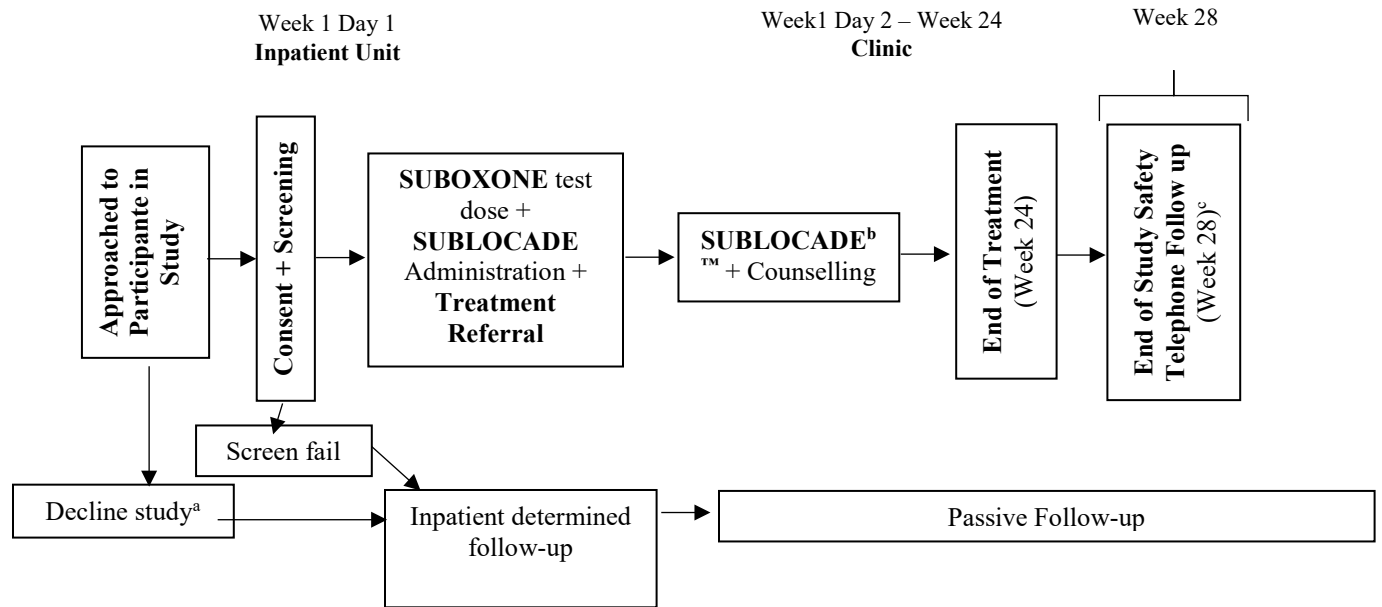 Week 1 Day 1
Inpatient Unit
Week1 Day 2 – Week 24
Clinic
Week 28
Approached to
Participante in
Study
Consent + Screening
SUBOXONE test
dose +
SUBLOCADE
Administration +
Treatment
Referral
SUBLOCADEᵇ
™ + Counselling
End of Treatment
(Week 24)
End of Study Safety
Telephone Follow up
(Week 28)ᶜ
Screen fail
Decline studyᵃ
Inpatient determined
follow-up
Passive Follow-up